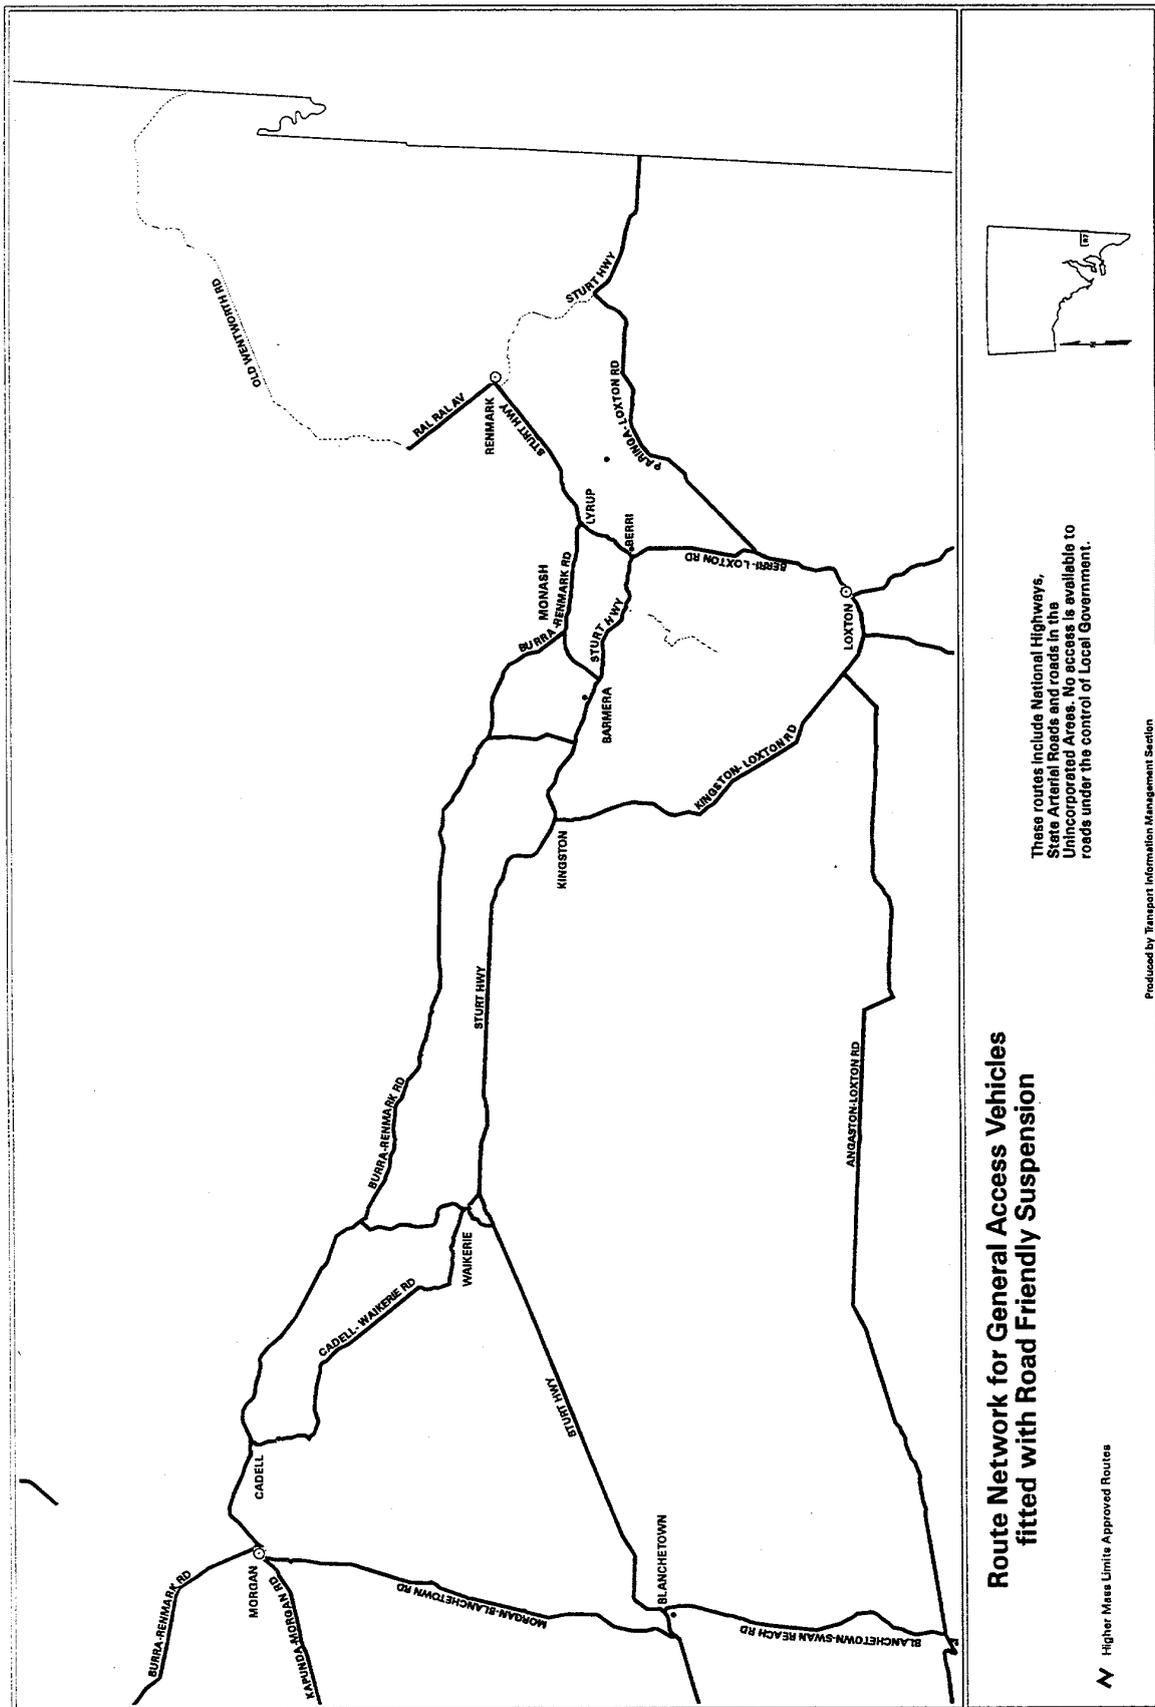 OLD WENTWORTH RD
RAL RAL AV
RENMARK
STURT HWY
STURT HWY
PARINGA-LOXTON RD
LYRUP
BERRI
MONASH
BURRA-RENMARK RD
STURT HWY
BERRI-LOXTON RD
BARMERA
LOXTON
KINGSTON-LOXTON RD
KINGSTON
STURT HWY
BURRA-RENMARK RD
ANGASTON-LOXTON RD
WAIKERIE
CADELL-WAIKERIE RD
STURT HWY
CADELL
MORGAN
BURRA-RENMARK RD
KAPUNDA-MORGAN RD
MORGAN-BLANCHETOWN RD
BLANCHETOWN
BLANCHETOWN-SWAN REACH RD
Route Network for General Access Vehicles
fitted with Road Friendly Suspension
These routes include National Highways,
State Arterial Roads and roads in the
Unincorporated Areas. No access is available to
roads under the control of Local Government.
N
Higher Mass Limits Approved Routes
Produced by Transport Information Management Section